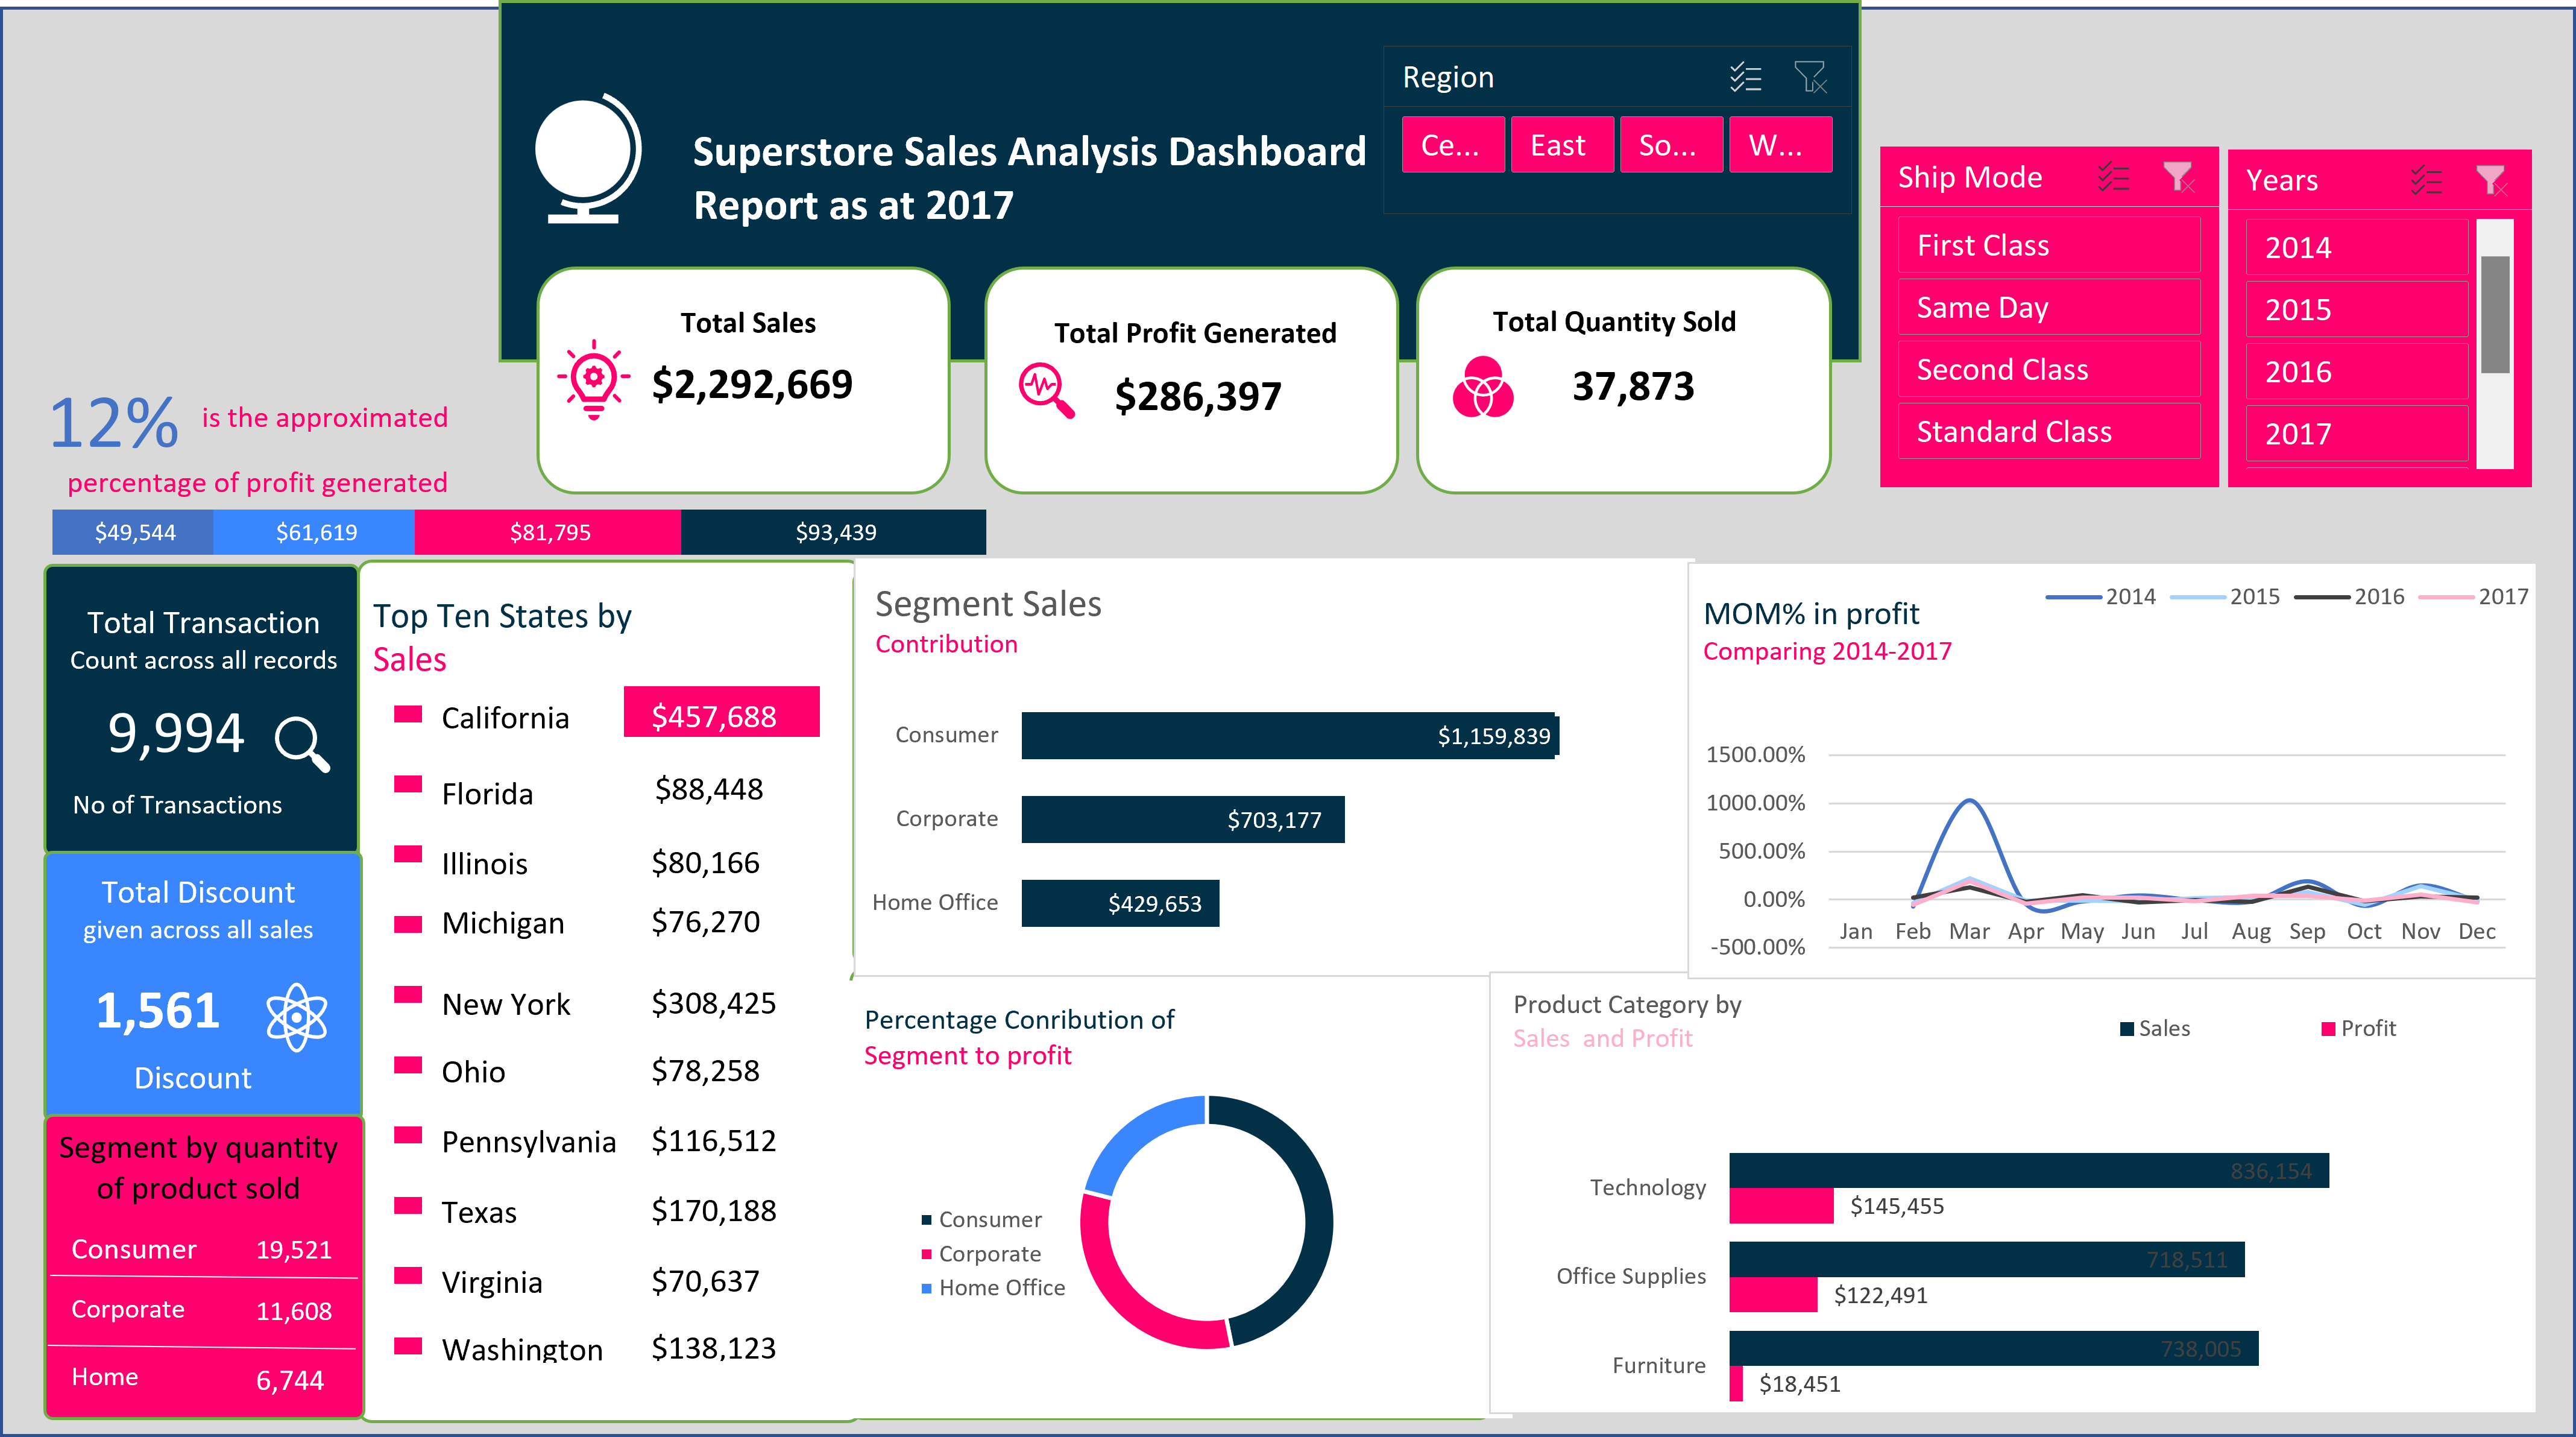 Superstore Sales Analysis Dashboard
Report as at 2017
Region
Ce...
East
So...
W...
Ship Mode
First Class
Same Day
Second Class
Standard Class
Years
2014
2015
2016
2017
Total Sales
$2,292,669
Total Profit Generated
$286,397
Total Quantity Sold
37,873
12% is the approximated
percentage of profit generated
$49,544
$61,619
$81,795
$93,439
Total Transaction
Count across all records
9,994
No of Transactions
Total Discount
given across all sales
1,561
Discount
Segment by quantity
of product sold
Consumer 19,521
Corporate 11,608
Home 6,744
Top Ten States by
Sales
California $457,688
Florida $88,448
Illinois $80,166
Michigan $76,270
New York $308,425
Ohio $78,258
Pennsylvania $116,512
Texas $170,188
Virginia $70,637
Washington $138,123
Segment Sales
Contribution
Consumer $1,159,839
Corporate $703,177
Home Office $429,653
MOM% in profit
Comparing 2014-2017
2014
2015
2016
2017
1500.00%
1000.00%
500.00%
0.00%
-500.00%
Jan Feb Mar Apr May Jun Jul Aug Sep Oct Nov Dec
Percentage Conribution of
Segment to profit
Consumer
Corporate
Home Office
Product Category by
Sales and Profit
Sales
Profit
Technology
836,154
$145,455
Office Supplies
718,511
$122,491
Furniture
738,005
$18,451